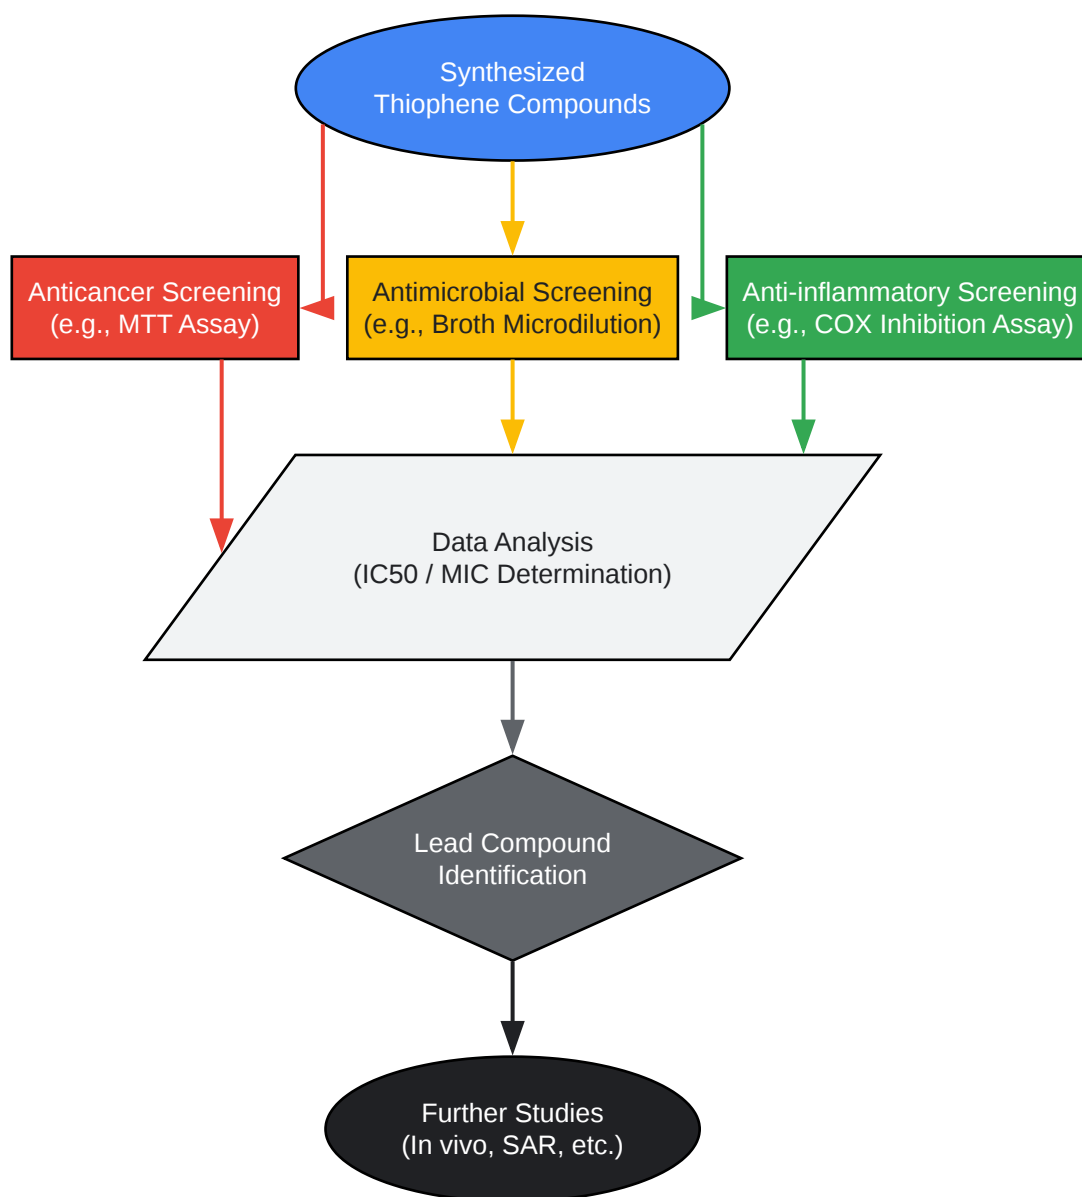 Synthesized
Thiophene Compounds
Anticancer Screening
(e.g., MTT Assay)
Antimicrobial Screening
(e.g., Broth Microdilution)
Anti-inflammatory Screening
(e.g., COX Inhibition Assay)
Data Analysis
(IC50 / MIC Determination)
Lead Compound
Identification
Further Studies
(In vivo, SAR, etc.)